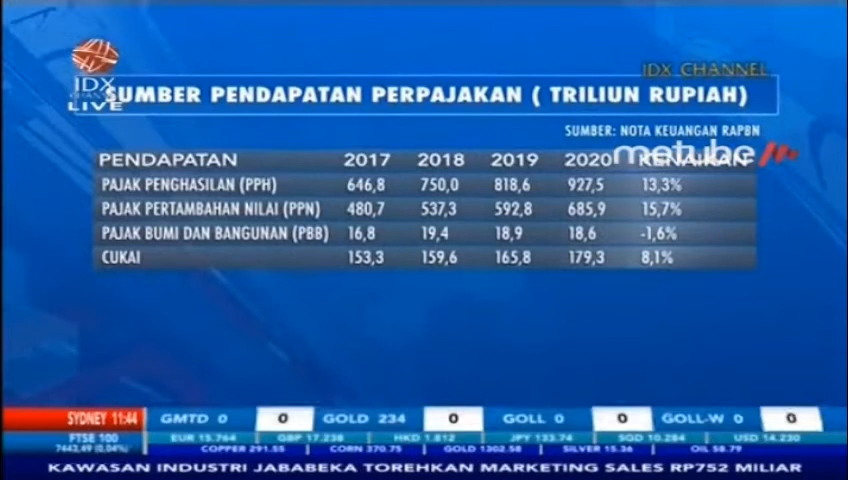 IDX CHANNEL
IDX
CHANNEL
LIVE
SUMBER PENDAPATAN PERPAJAKAN ( TRILIUN RUPIAH)
SUMBER: NOTA KEUANGAN RAPBN
metube
PENDAPATAN 2017 2018 2019 2020 KENAIKAN
PAJAK PENGHASILAN (PPH) 646,8 750,0 818,6 927,5 13,3%
PAJAK PERTAMBAHAN NILAI (PPN) 480,7 537,3 592,8 685,9 15,7%
PAJAK BUMI DAN BANGUNAN (PBB) 16,8 19,4 18,9 18,6 -1,6%
CUKAI 153,3 159,6 165,8 179,3 8,1%
SYDNEY 11:44 GMTD 0 0 GOLD 234 0 GOLL 0 0 GOLL-W 0 0
FTSE 100 EUR 15.764 GBP 17.238 HKD 1.812 JPY 133.74 SGD 10.284 USD 14.230
7442,69 (0,04%) COPPER 291.55 CORN 370.75 GOLD 1302.58 SILVER 15.36 OIL 58.79
KAWASAN INDUSTRI JABABEKA TOREHKAN MARKETING SALES RP752 MILIAR